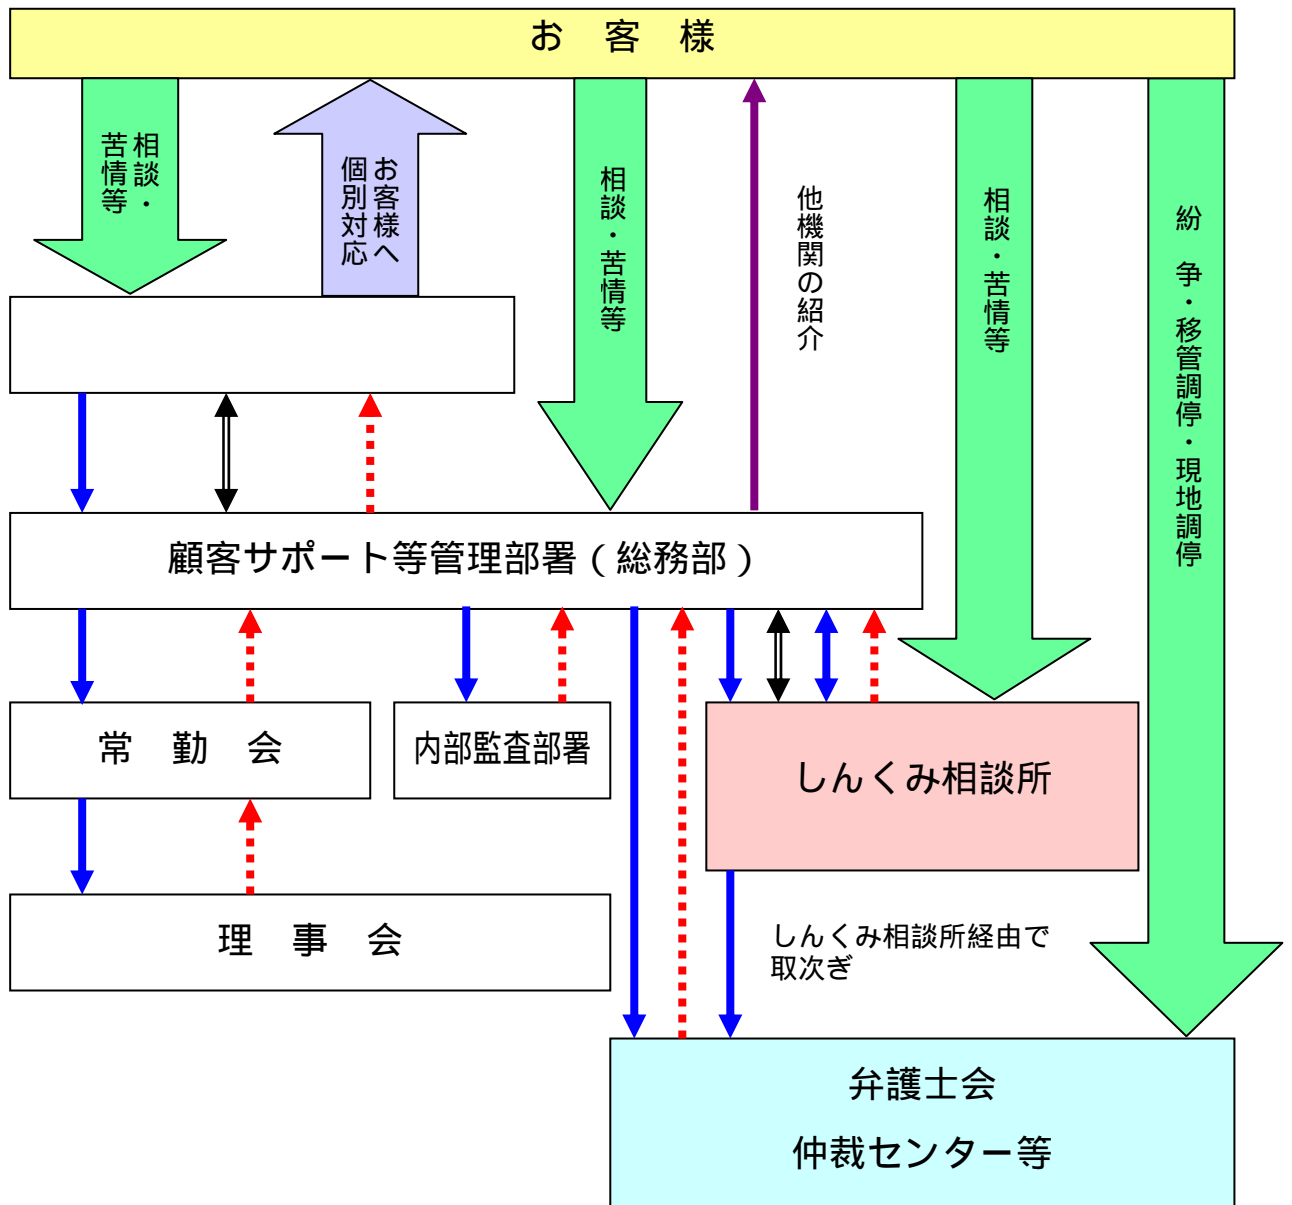 お　客　様
相談・
苦情等
お客様へ
個別対応
相談・苦情等
他機関の紹介
相談・苦情等
紛　争・移管調停・現地調停
顧客サポート等管理部署（総務部）
常　勤　会
内部監査部署
しんくみ相談所
理　事　会
しんくみ相談所経由で
取次ぎ
弁護士会
仲裁センター等